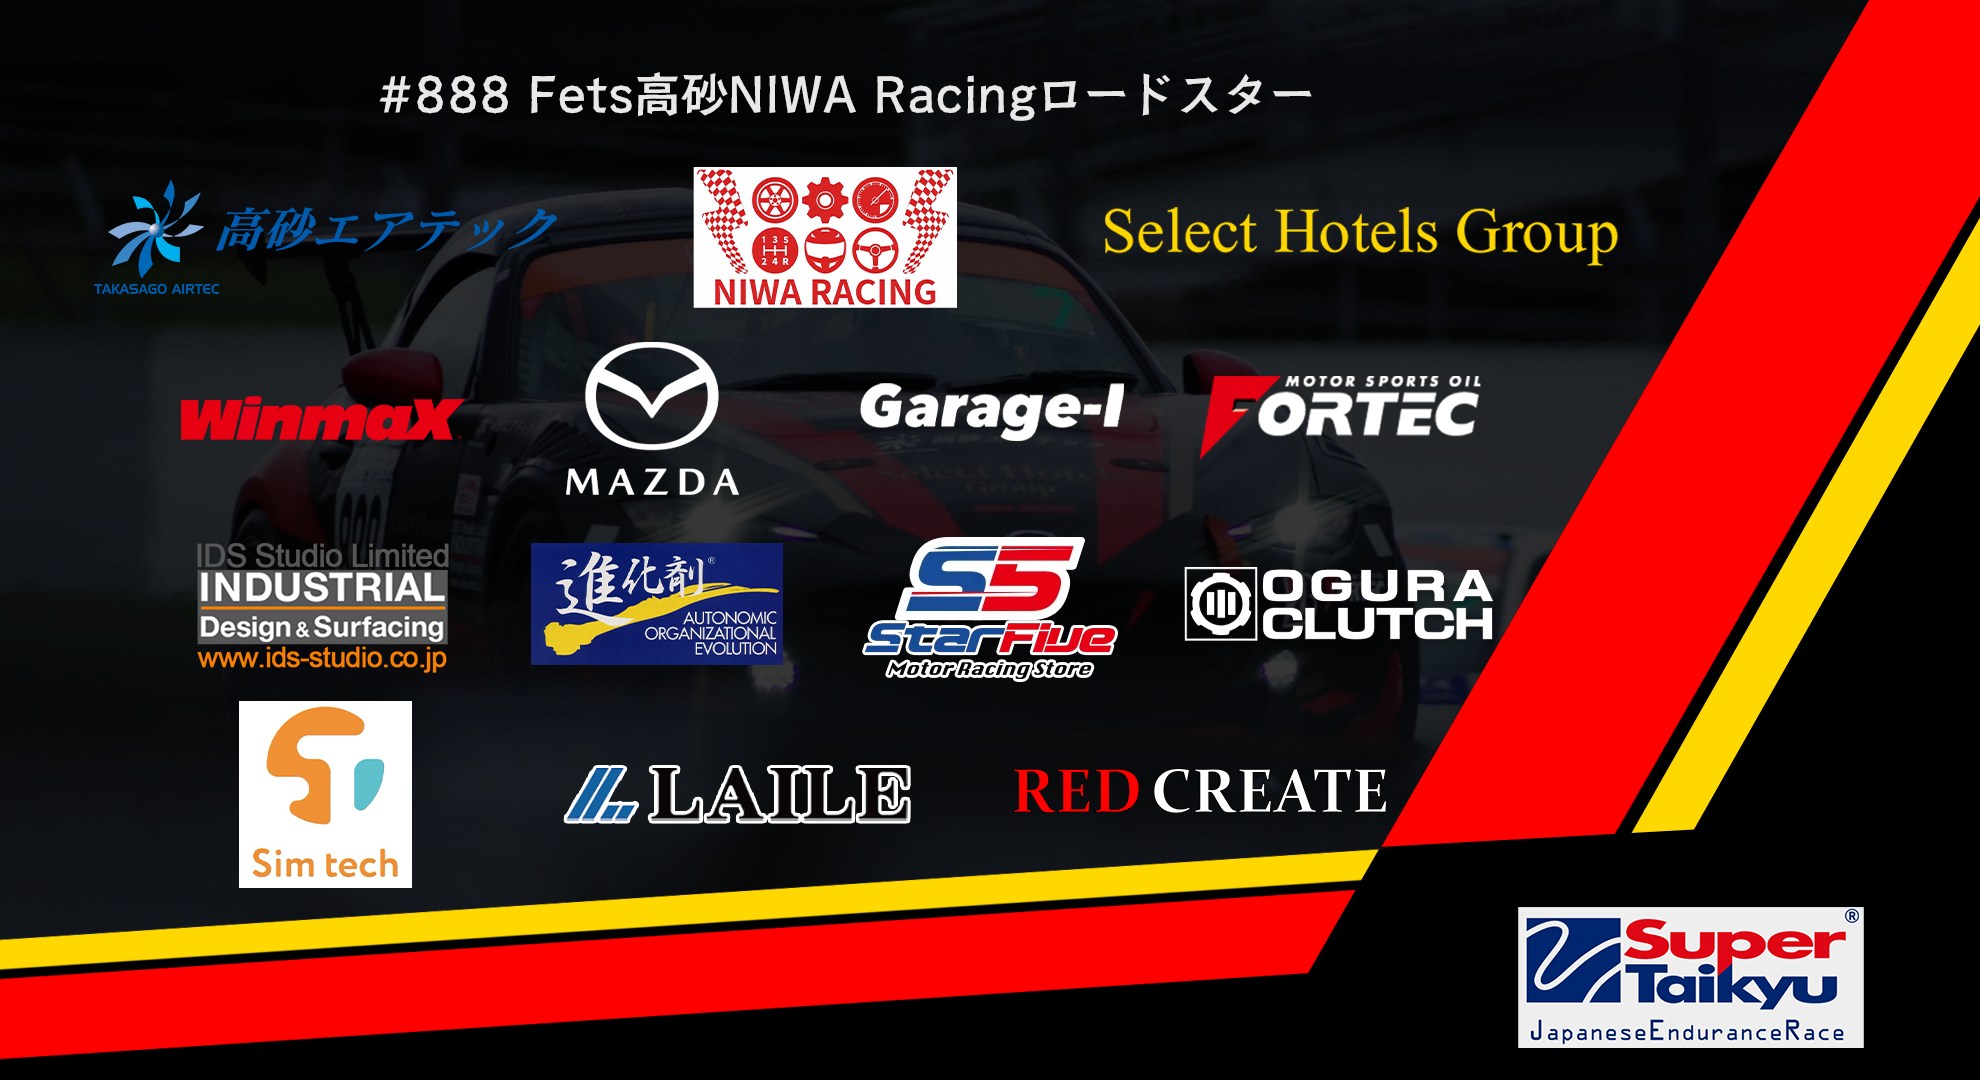 #888 Fets高砂NIWA Racingロードスター
高砂エアテック
TAKASAGO AIRTEC
1 3 5
2 4 R
NIWA RACING
Select Hotels Group
WinmaX
MAZDA
Garage-I
MOTOR SPORTS OIL
FORTEC
IDS Studio Limited
INDUSTRIAL
Design & Surfacing
www.ids-studio.co.jp
進化剤®
AUTONOMIC
ORGANIZATIONAL
EVOLUTION
S5
StarFive
Motor Racing Store
OGURA
CLUTCH
Sim tech
LAILE
RED CREATE
Super®
Taikyu
JapaneseEnduranceRace
888
Select Hotels
Group